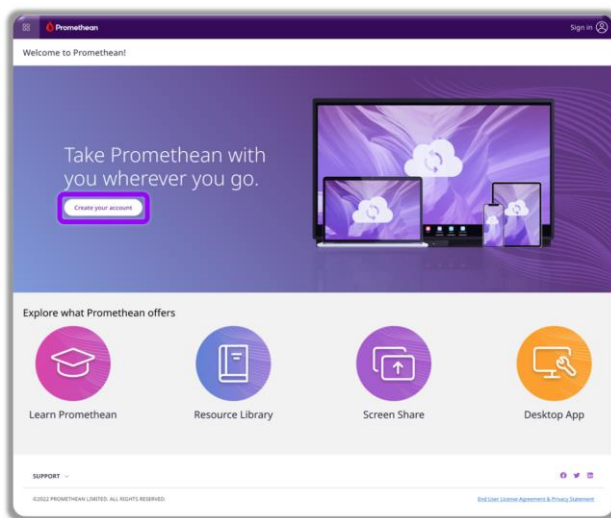 Promethean
Sign in
Welcome to Promethean!
Take Promethean with
you wherever you go.
Create your account
Explore what Promethean offers
Learn Promethean
Resource Library
Screen Share
Desktop App
SUPPORT
©2022 PROMETHEAN LIMITED. ALL RIGHTS RESERVED.
End User License Agreement & Privacy Statement